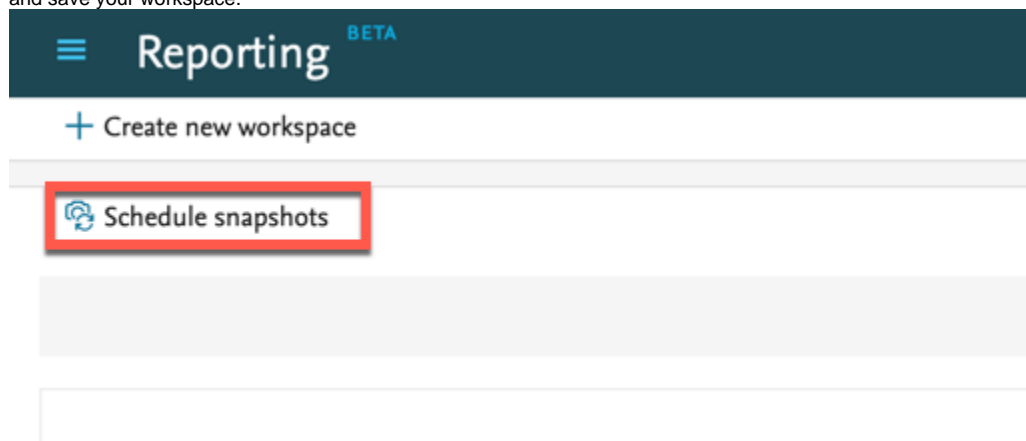 and save your workspace.
Reporting BETA
+ Create new workspace
Schedule snapshots